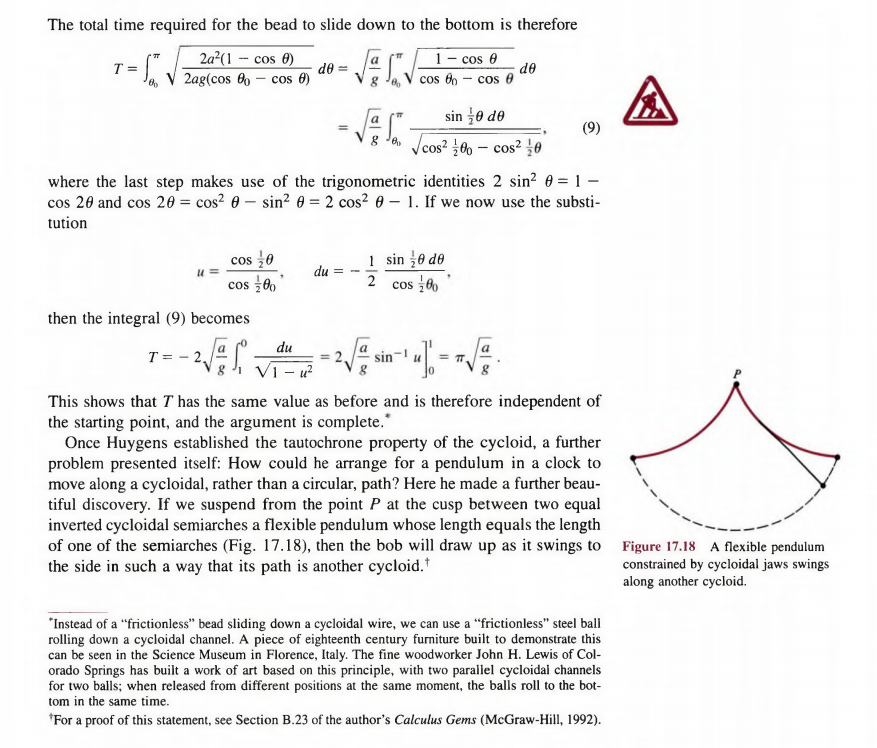 The total time required for the bead to slide down to the bottom is therefore
T = ∫_{θ₀}^{π} √(2a²(1 − cos θ) / 2ag(cos θ₀ − cos θ)) dθ = √(a/g) ∫_{θ₀}^{π} √((1 − cos θ) / (cos θ₀ − cos θ)) dθ
= √(a/g) ∫_{θ₀}^{π} sin ½θ dθ / √(cos² ½θ₀ − cos² ½θ), (9)
where the last step makes use of the trigonometric identities 2 sin² θ = 1 −
cos 2θ and cos 2θ = cos² θ − sin² θ = 2 cos² θ − 1. If we now use the substi-
tution
u = cos ½θ / cos ½θ₀, du = − 1/2 sin ½θ dθ / cos ½θ₀,
then the integral (9) becomes
T = − 2√(a/g) ∫_{1}^{0} du / √(1 − u²) = 2√(a/g) sin⁻¹ u]₀¹ = π√(a/g) .
This shows that T has the same value as before and is therefore independent of
the starting point, and the argument is complete.*
Once Huygens established the tautochrone property of the cycloid, a further
problem presented itself: How could he arrange for a pendulum in a clock to
move along a cycloidal, rather than a circular, path? Here he made a further beau-
tiful discovery. If we suspend from the point P at the cusp between two equal
inverted cycloidal semiarches a flexible pendulum whose length equals the length
of one of the semiarches (Fig. 17.18), then the bob will draw up as it swings to
the side in such a way that its path is another cycloid.†
P
Figure 17.18 A flexible pendulum
constrained by cycloidal jaws swings
along another cycloid.
*Instead of a “frictionless” bead sliding down a cycloidal wire, we can use a “frictionless” steel ball
rolling down a cycloidal channel. A piece of eighteenth century furniture built to demonstrate this
can be seen in the Science Museum in Florence, Italy. The fine woodworker John H. Lewis of Col-
orado Springs has built a work of art based on this principle, with two parallel cycloidal channels
for two balls; when released from different positions at the same moment, the balls roll to the bot-
tom in the same time.
†For a proof of this statement, see Section B.23 of the author’s Calculus Gems (McGraw-Hill, 1992).